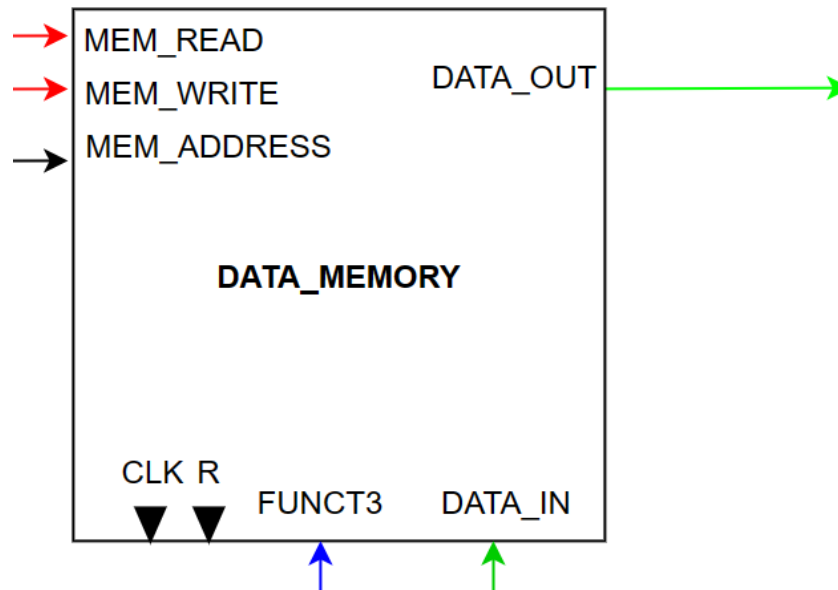 MEM_READ
MEM_WRITE
DATA_OUT
MEM_ADDRESS
DATA_MEMORY
CLK R
FUNCT3
DATA_IN